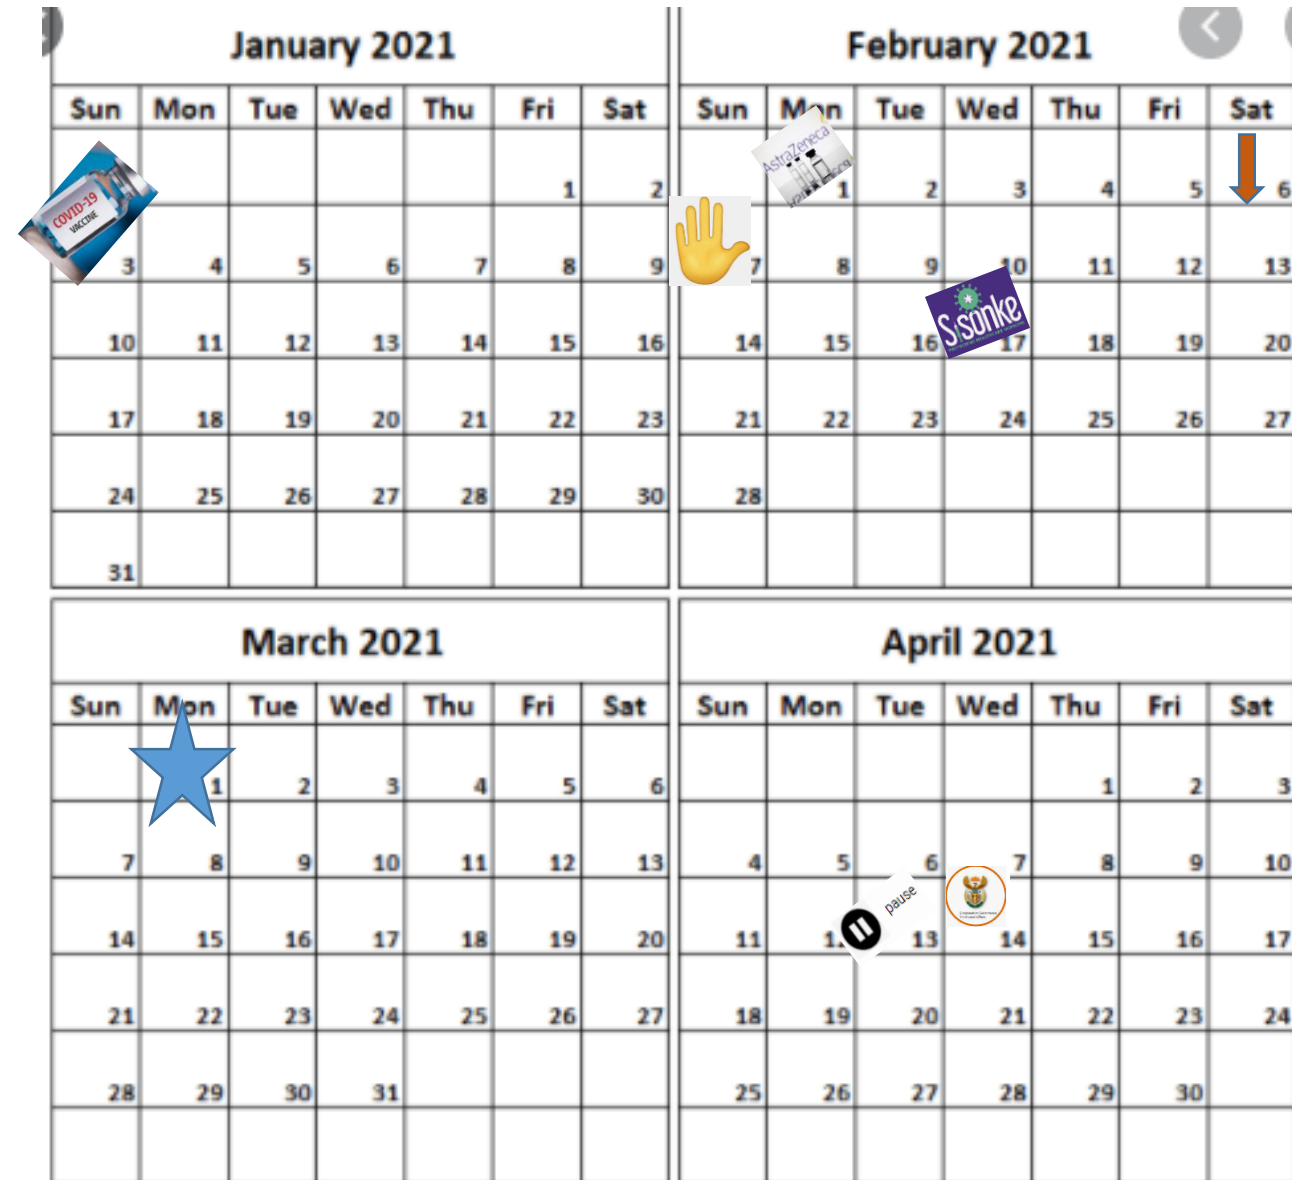 January 2021
Sun Mon Tue Wed Thu Fri Sat
1 2
COVID-19
VACCINE
3 4 5 6 7 8 9
10 11 12 13 14 15 16
17 18 19 20 21 22 23
24 25 26 27 28 29 30
31
February 2021
Sun Mon Tue Wed Thu Fri Sat
AstraZeneca
1 2 3 4 5 6
7 8 9 10 11 12 13
Sisonke
14 15 16 17 18 19 20
21 22 23 24 25 26 27
28
March 2021
Sun Mon Tue Wed Thu Fri Sat
1 2 3 4 5 6
7 8 9 10 11 12 13
14 15 16 17 18 19 20
21 22 23 24 25 26 27
28 29 30 31
April 2021
Sun Mon Tue Wed Thu Fri Sat
1 2 3
4 5 6 7 8 9 10
pause
11 12 13 14 15 16 17
18 19 20 21 22 23 24
25 26 27 28 29 30